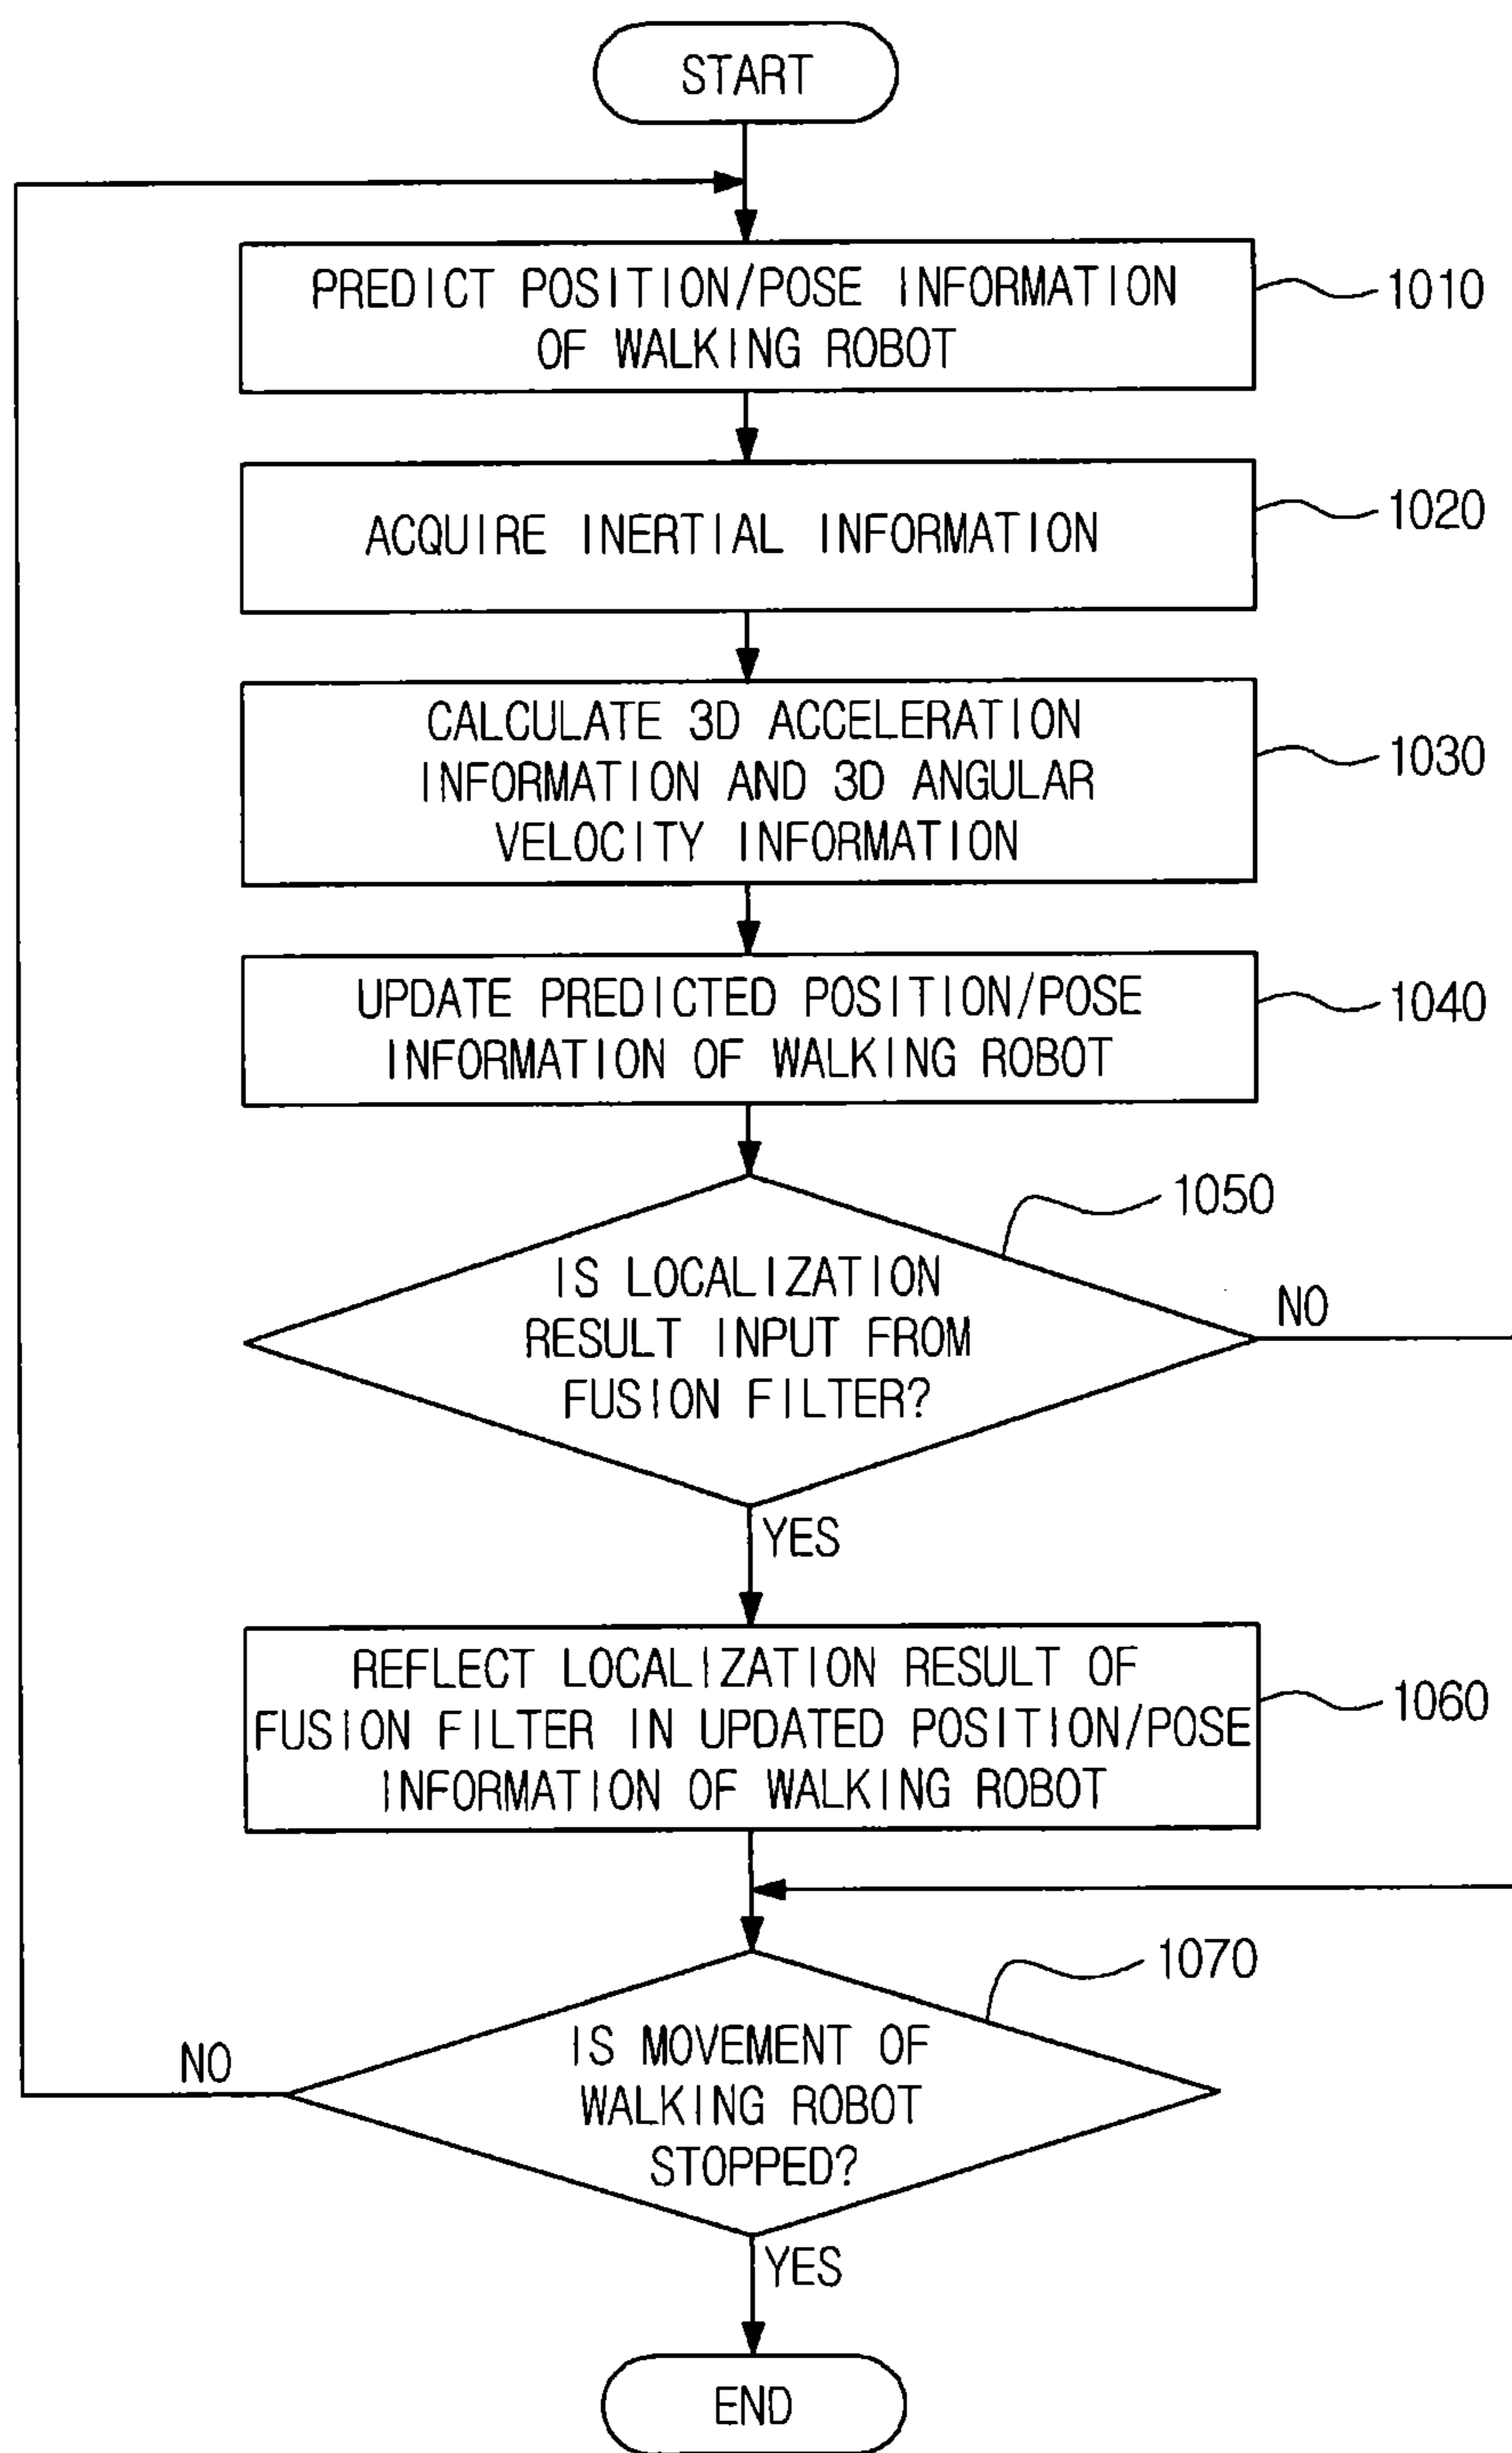 START
PREDICT POSITION/POSE INFORMATION
OF WALKING ROBOT
1010
ACQUIRE INERTIAL INFORMATION
1020
CALCULATE 3D ACCELERATION
INFORMATION AND 3D ANGULAR
VELOCITY INFORMATION
1030
UPDATE PREDICTED POSITION/POSE
INFORMATION OF WALKING ROBOT
1040
1050
IS LOCALIZATION
RESULT INPUT FROM
FUSION FILTER?
NO
YES
REFLECT LOCALIZATION RESULT OF
FUSION FILTER IN UPDATED POSITION/POSE
INFORMATION OF WALKING ROBOT
1060
1070
IS MOVEMENT OF
WALKING ROBOT
STOPPED?
NO
YES
END